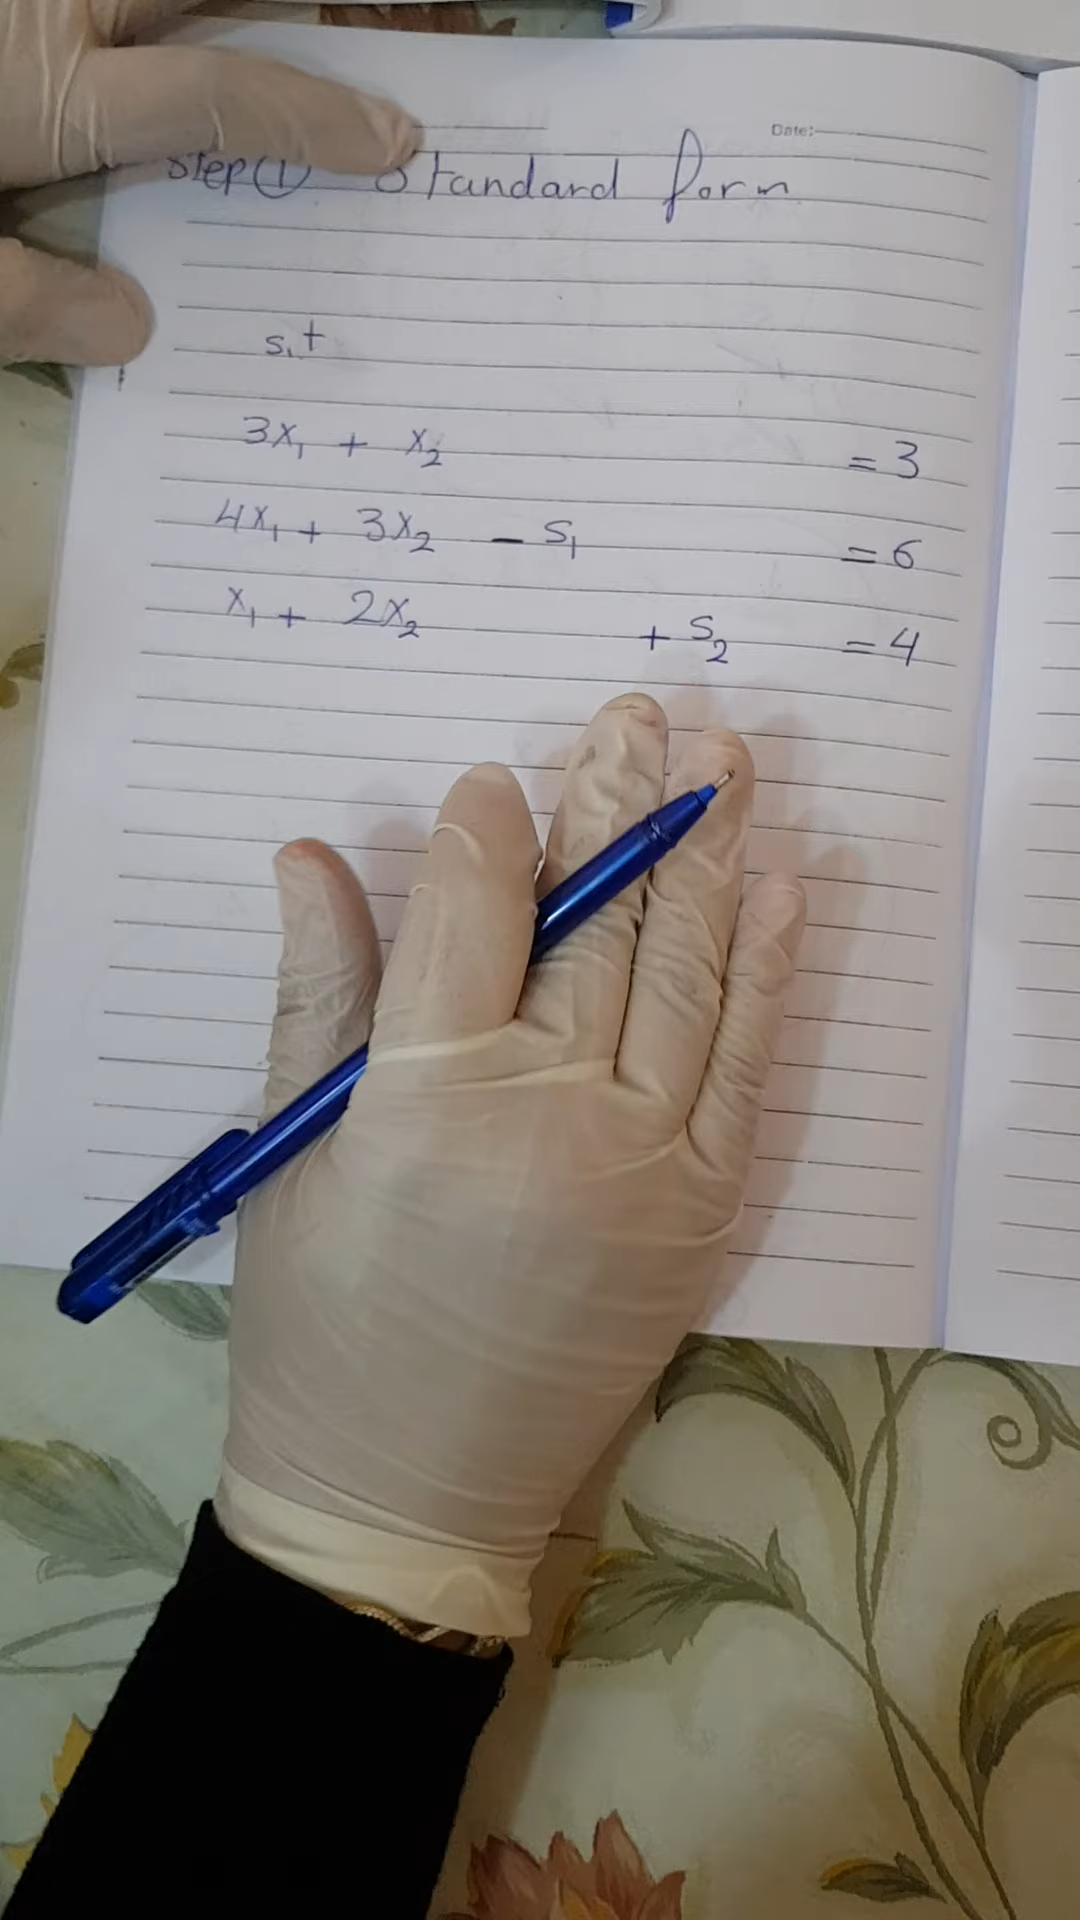 Date:
Step ① Standard form
s.t
3x₁ + x₂ = 3
4x₁ + 3x₂ - S₁ = 6
x₁ + 2x₂ + S₂ = 4